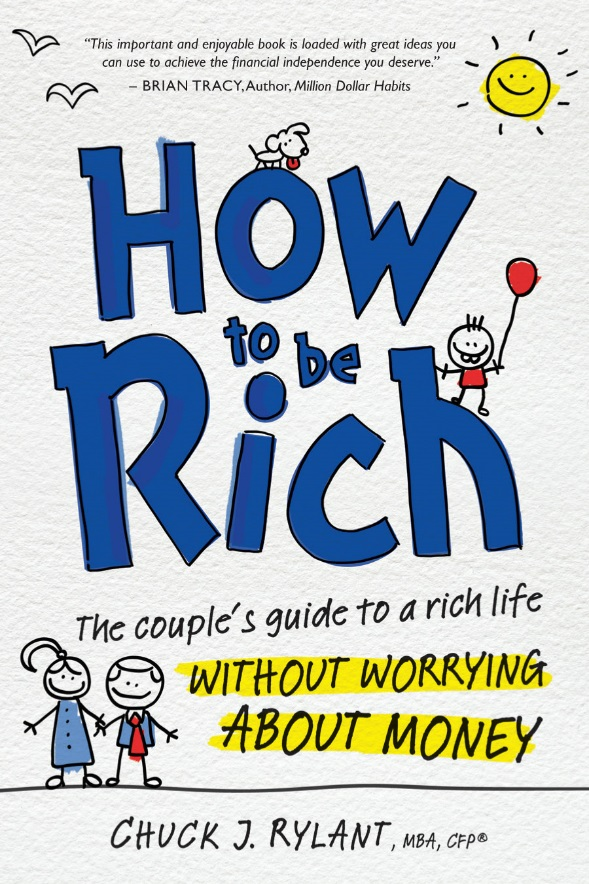 “This important and enjoyable book is loaded with great ideas you
can use to achieve the financial independence you deserve.”
– BRIAN TRACY, Author, Million Dollar Habits
How
to be
Rich
The couple's guide to a rich life
WITHOUT WORRYING
ABOUT MONEY
CHUCK J. RYLANT, MBA, CFP®